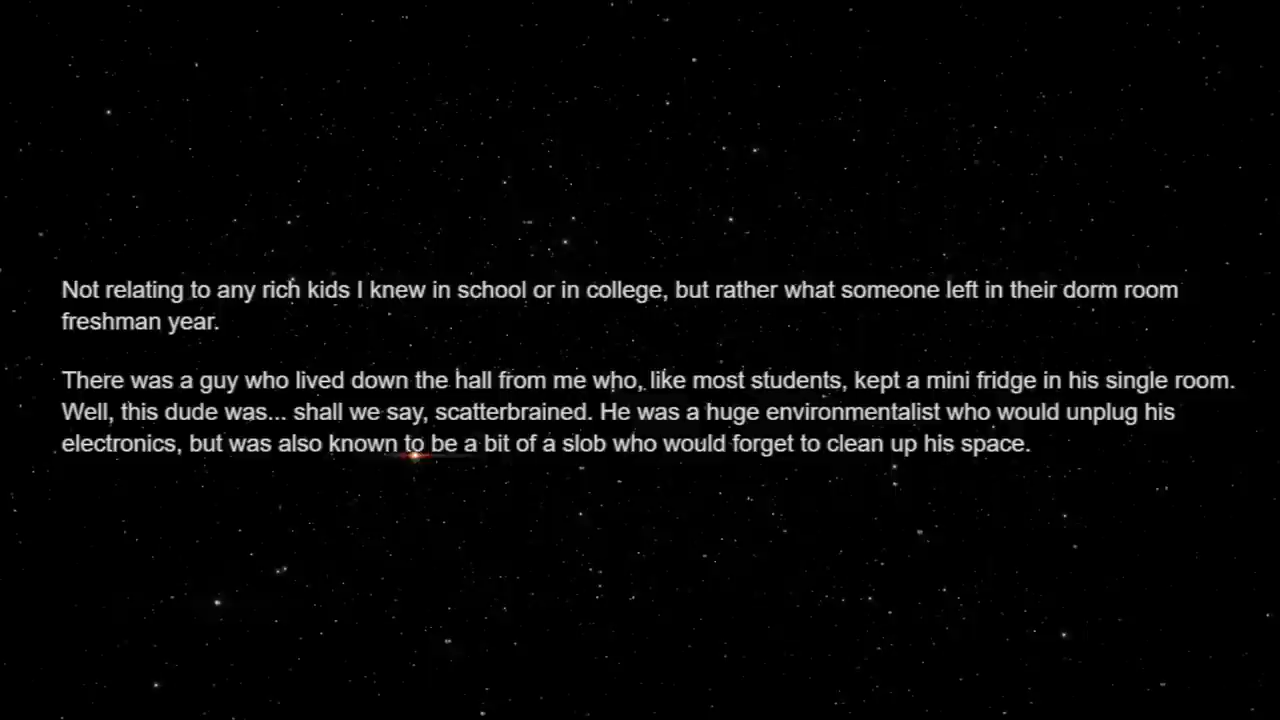 Not relating to any rich kids I knew in school or in college, but rather what someone left in their dorm room
freshman year.
There was a guy who lived down the hall from me who, like most students, kept a mini fridge in his single room.
Well, this dude was... shall we say, scatterbrained. He was a huge environmentalist who would unplug his
electronics, but was also known to be a bit of a slob who would forget to clean up his space.